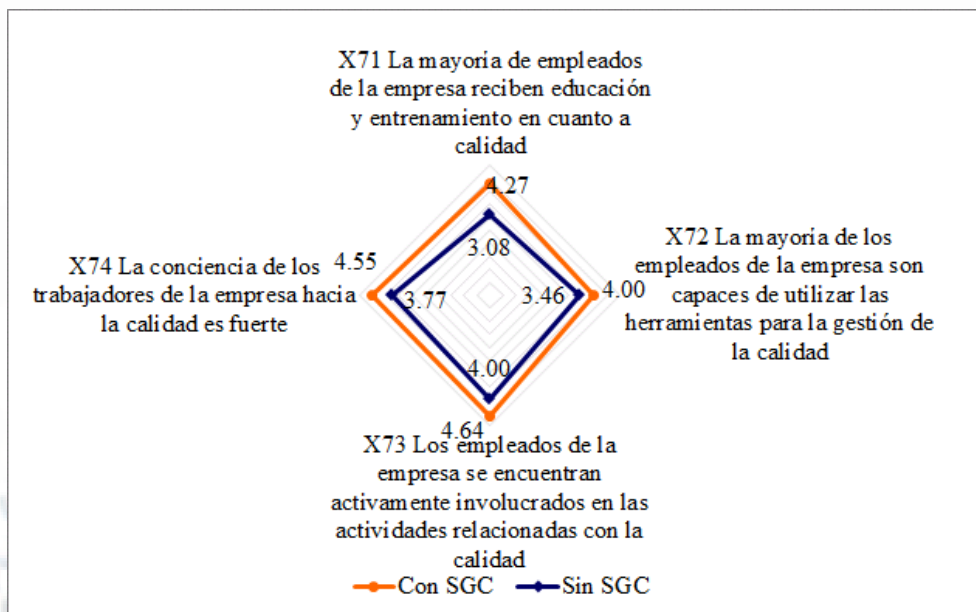 X71 La mayoría de empleados
de la empresa reciben educación
y entrenamiento en cuanto a
calidad
4.27
3.08
X72 La mayoría de los
empleados de la empresa son
capaces de utilizar las
herramientas para la gestión de
la calidad
4.00
3.46
X74 La conciencia de los
trabajadores de la empresa hacia
la calidad es fuerte
4.55
3.77
4.00
4.64
X73 Los empleados de la
empresa se encuentran
activamente involucrados en las
actividades relacionadas con la
calidad
Con SGC
Sin SGC